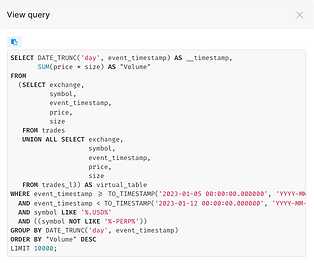 View query
SELECT DATE_TRUNC('day', event_timestamp) AS __timestamp,
SUM(price * size) AS "Volume"
FROM
(SELECT exchange,
symbol,
event_timestamp,
price,
size
FROM trades
UNION ALL SELECT exchange,
symbol,
event_timestamp,
price,
size
FROM trades_l3) AS virtual_table
WHERE event_timestamp >= TO_TIMESTAMP('2023-01-05 00:00:00.000000', 'YYYY-MM
AND event_timestamp < TO_TIMESTAMP('2023-01-12 00:00:00.000000', 'YYYY-MM-
AND symbol LIKE '%.USD%'
AND ((symbol NOT LIKE '%-PERP%'))
GROUP BY DATE_TRUNC('day', event_timestamp)
ORDER BY "Volume" DESC
LIMIT 10000;